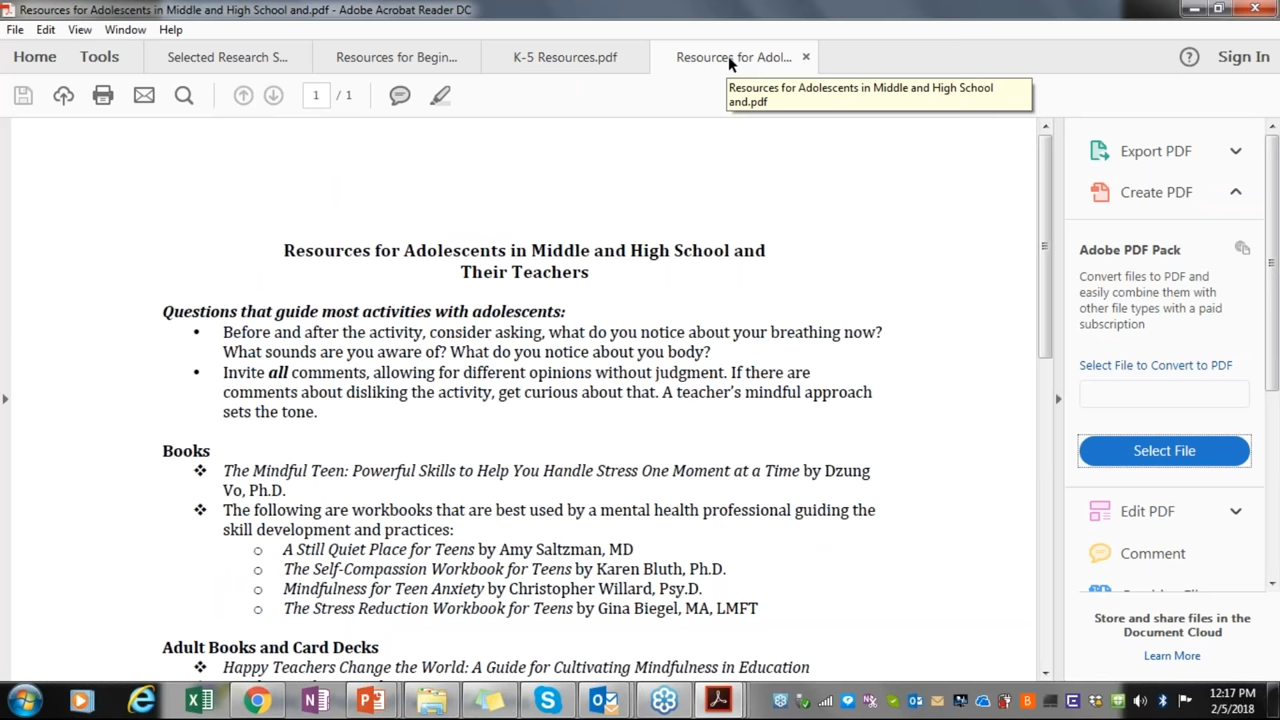 Resources for Adolescents in Middle and High School and.pdf - Adobe Acrobat Reader DC
File Edit View Window Help
Home Tools Selected Research S... Resources for Begin... K-5 Resources.pdf Resources for Adol... ×
Sign In
1 / 1
Resources for Adolescents in Middle and High School
and.pdf
Export PDF
Create PDF
Adobe PDF Pack
Convert files to PDF and
easily combine them with
other file types with a paid
subscription
Select File to Convert to PDF
Select File
Edit PDF
Comment
Store and share files in the
Document Cloud
Learn More
Resources for Adolescents in Middle and High School and
Their Teachers
Questions that guide most activities with adolescents:
• Before and after the activity, consider asking, what do you notice about your breathing now?
What sounds are you aware of? What do you notice about you body?
• Invite all comments, allowing for different opinions without judgment. If there are
comments about disliking the activity, get curious about that. A teacher's mindful approach
sets the tone.
Books
❖ The Mindful Teen: Powerful Skills to Help You Handle Stress One Moment at a Time by Dzung
Vo, Ph.D.
❖ The following are workbooks that are best used by a mental health professional guiding the
skill development and practices:
o A Still Quiet Place for Teens by Amy Saltzman, MD
o The Self-Compassion Workbook for Teens by Karen Bluth, Ph.D.
o Mindfulness for Teen Anxiety by Christopher Willard, Psy.D.
o The Stress Reduction Workbook for Teens by Gina Biegel, MA, LMFT
Adult Books and Card Decks
❖ Happy Teachers Change the World: A Guide for Cultivating Mindfulness in Education
12:17 PM
2/5/2018